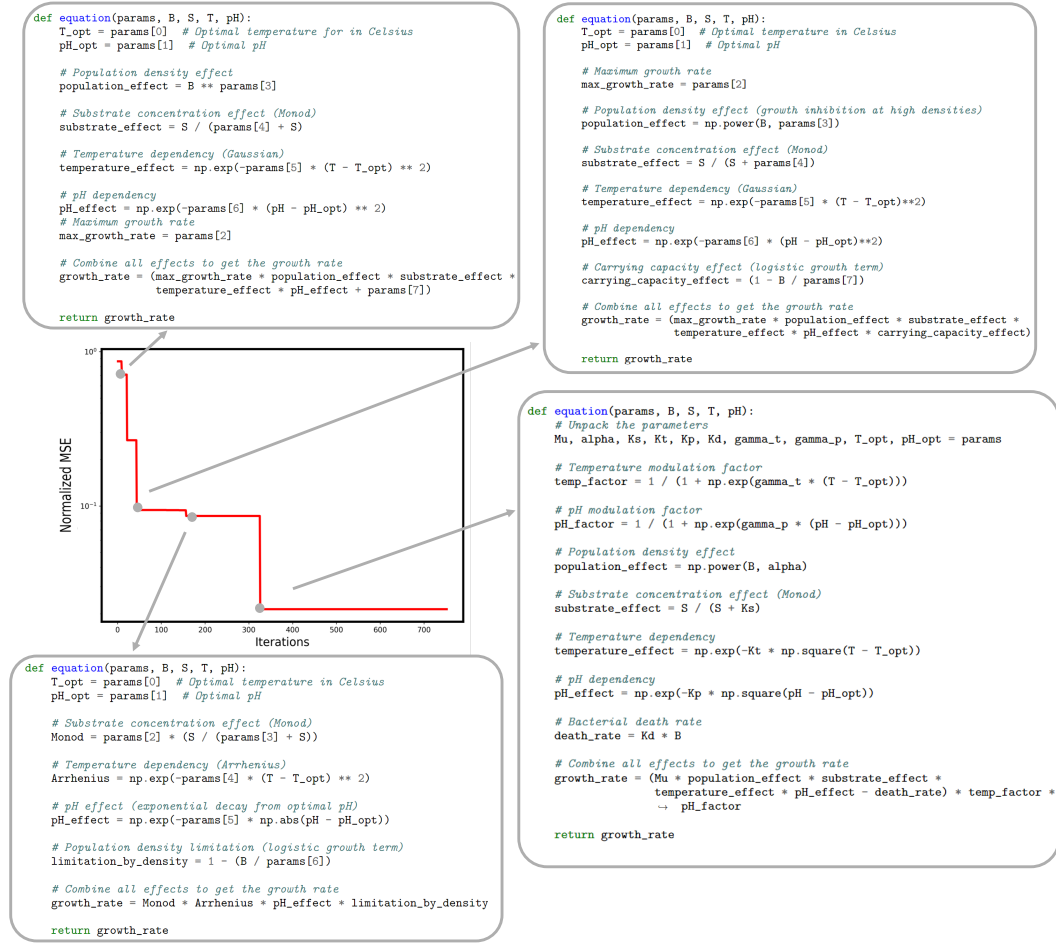 def equation(params, B, S, T, pH):
    T_opt = params[0]  # Optimal temperature for in Celsius
    pH_opt = params[1]  # Optimal pH

    # Population density effect
    population_effect = B ** params[3]

    # Substrate concentration effect (Monod)
    substrate_effect = S / (params[4] + S)

    # Temperature dependency (Gaussian)
    temperature_effect = np.exp(-params[5] * (T - T_opt) ** 2)

    # pH dependency
    pH_effect = np.exp(-params[6] * (pH - pH_opt) ** 2)
    # Maximum growth rate
    max_growth_rate = params[2]

    # Combine all effects to get the growth rate
    growth_rate = (max_growth_rate * population_effect * substrate_effect *
                   temperature_effect * pH_effect + params[7])

    return growth_rate

def equation(params, B, S, T, pH):
    T_opt = params[0]  # Optimal temperature in Celsius
    pH_opt = params[1]  # Optimal pH

    # Maximum growth rate
    max_growth_rate = params[2]

    # Population density effect (growth inhibition at high densities)
    population_effect = np.power(B, params[3])

    # Substrate concentration effect (Monod)
    substrate_effect = S / (S + params[4])

    # Temperature dependency (Gaussian)
    temperature_effect = np.exp(-params[5] * (T - T_opt)**2)

    # pH dependency
    pH_effect = np.exp(-params[6] * (pH - pH_opt)**2)

    # Carrying capacity effect (logistic growth term)
    carrying_capacity_effect = (1 - B / params[7])

    # Combine all effects to get the growth rate
    growth_rate = (max_growth_rate * population_effect * substrate_effect *
                   temperature_effect * pH_effect * carrying_capacity_effect)

    return growth_rate

10⁰
10⁻¹
Normalized MSE
0 100 200 300 400 500 600 700
Iterations

def equation(params, B, S, T, pH):
    # Unpack the parameters
    Mu, alpha, Ks, Kt, Kp, Kd, gamma_t, gamma_p, T_opt, pH_opt = params

    # Temperature modulation factor
    temp_factor = 1 / (1 + np.exp(gamma_t * (T - T_opt)))

    # pH modulation factor
    pH_factor = 1 / (1 + np.exp(gamma_p * (pH - pH_opt)))

    # Population density effect
    population_effect = np.power(B, alpha)

    # Substrate concentration effect (Monod)
    substrate_effect = S / (S + Ks)

    # Temperature dependency
    temperature_effect = np.exp(-Kt * np.square(T - T_opt))

    # pH dependency
    pH_effect = np.exp(-Kp * np.square(pH - pH_opt))

    # Bacterial death rate
    death_rate = Kd * B

    # Combine all effects to get the growth rate
    growth_rate = (Mu * population_effect * substrate_effect *
                   temperature_effect * pH_effect - death_rate) * temp_factor *
                   ↪ pH_factor

    return growth_rate

def equation(params, B, S, T, pH):
    T_opt = params[0]  # Optimal temperature in Celsius
    pH_opt = params[1]  # Optimal pH

    # Substrate concentration effect (Monod)
    Monod = params[2] * (S / (params[3] + S))

    # Temperature dependency (Arrhenius)
    Arrhenius = np.exp(-params[4] * (T - T_opt) ** 2)

    # pH effect (exponential decay from optimal pH)
    pH_effect = np.exp(-params[5] * np.abs(pH - pH_opt))

    # Population density limitation (logistic growth term)
    limitation_by_density = 1 - (B / params[6])

    # Combine all effects to get the growth rate
    growth_rate = Monod * Arrhenius * pH_effect * limitation_by_density

    return growth_rate